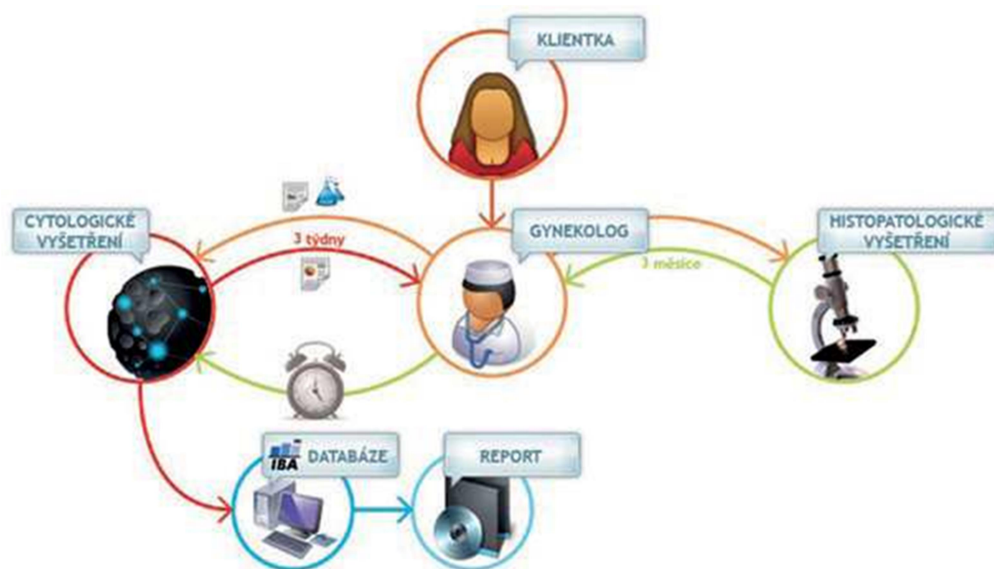 KLIENTKA
CYTOLOGICKÉ
VYŠETŘENÍ
3 týdny
GYNEKOLOG
3 měsíce
HISTOPATOLOGICKÉ
VYŠETŘENÍ
IBA DATABÁZE
REPORT